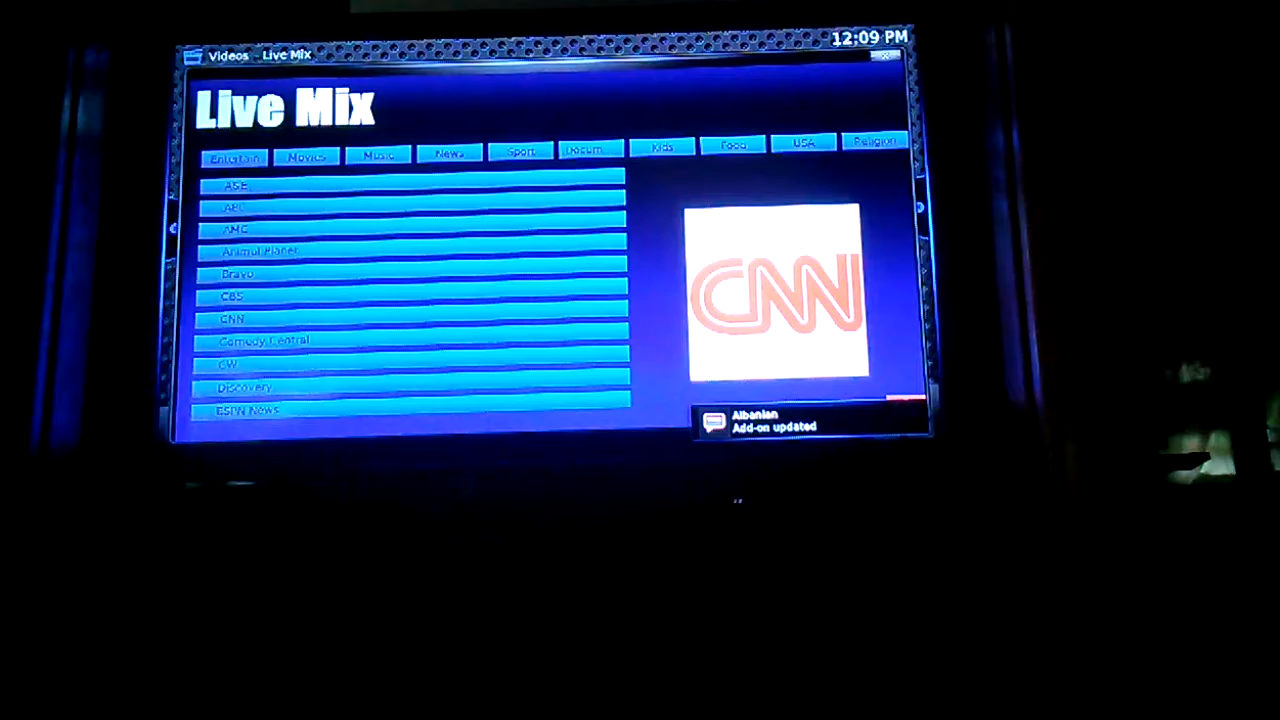 Videos - Live Mix
12:09 PM
Live Mix
Entertain Movies Music News Sport Docum Kids Food USA Religion
A&E
ABC
AMC
Animal Planet
Bravo
CBS
CNN
Comedy Central
CW
Discovery
ESPN News
CNN
Albanian
Add-on updated